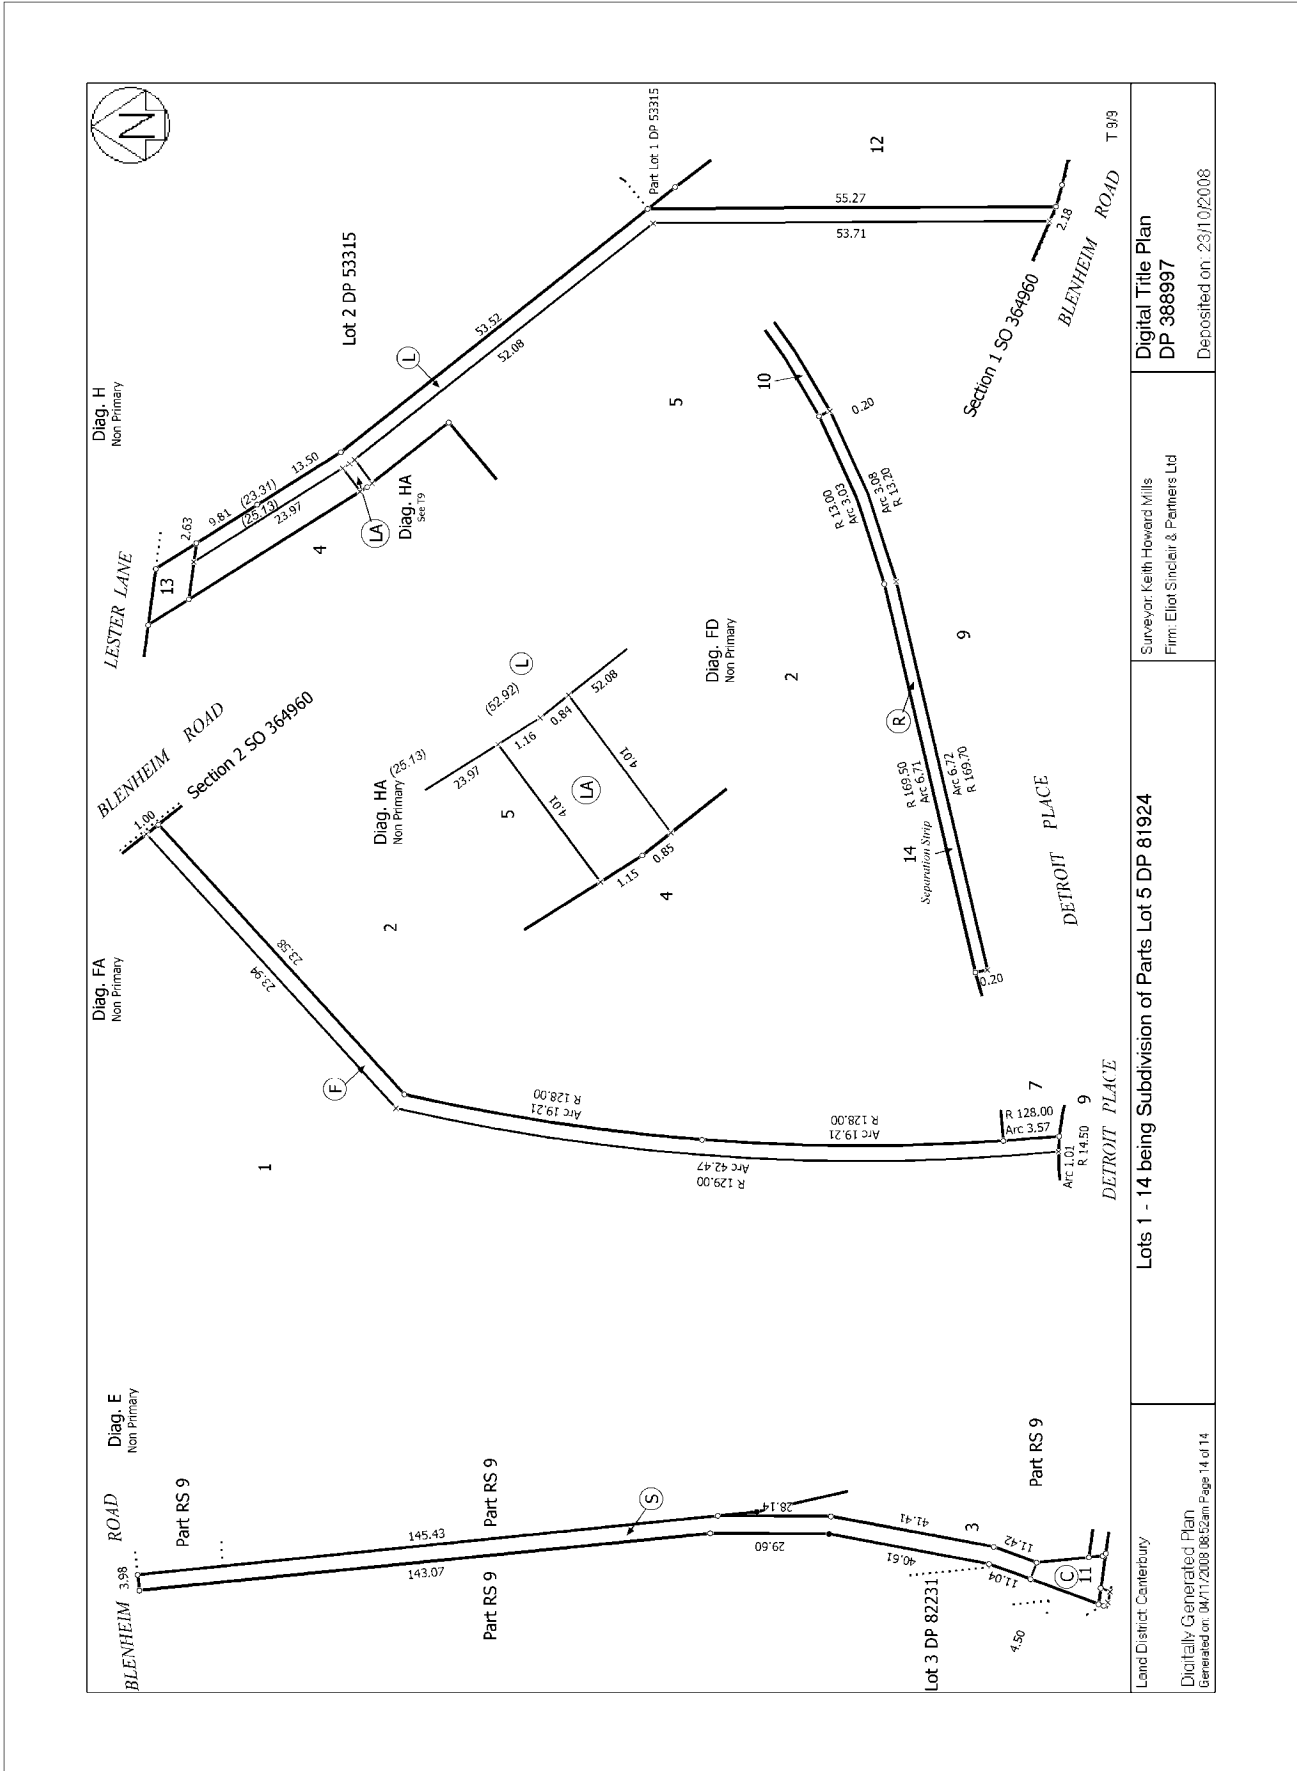 Diag. E
Non Primary
BLENHEIM ROAD
3.98
Part RS 9
145.43
143.07
Part RS 9
Part RS 9
S
28.14
29.60
41.41
40.61
3
11.42
11.04
Part RS 9
Lot 3 DP 82231
C
11
4.50
Diag. FA
Non Primary
BLENHEIM ROAD
1.00
Section 2 SO 364960
23.94
23.58
F
1
2
R 128.00
Arc 19.21
Arc 42.47
R 129.00
R 128.00
Arc 19.21
7
R 128.00
Arc 3.57
9
Arc 1.01
R 14.50
DETROIT PLACE
Diag. HA
Non Primary
(25.13)
23.97
(52.92)
L
1.16
0.84
52.08
5
4.01
LA
4.01
1.15
0.85
4
Diag. FD
Non Primary
2
10
0.20
R 13.00
Arc 3.03
Arc 3.08
R 13.20
9
R
R 169.50
Arc 6.71
Arc 6.72
R 169.70
14
Separation Strip
0.20
DETROIT PLACE
Diag. H
Non Primary
N
LESTER LANE
13
2.63
9.81
(23.31)
13.50
(25.13)
23.97
4
LA
Diag. HA
See T9
L
Lot 2 DP 53315
53.52
52.08
5
Part Lot 1 DP 53315
12
55.27
53.71
2.18
Section 1 SO 364960
BLENHEIM ROAD
T 9/9
Land District: Canterbury
Digitally Generated Plan
Generated on: 04/11/2008 08:52am Page 14 of 14
Lots 1 - 14 being Subdivision of Parts Lot 5 DP 81924
Surveyor: Keith Howard Mills
Firm: Eliot Sinclair & Partners Ltd
Digital Title Plan
DP 388997
Deposited on: 23/10/2008